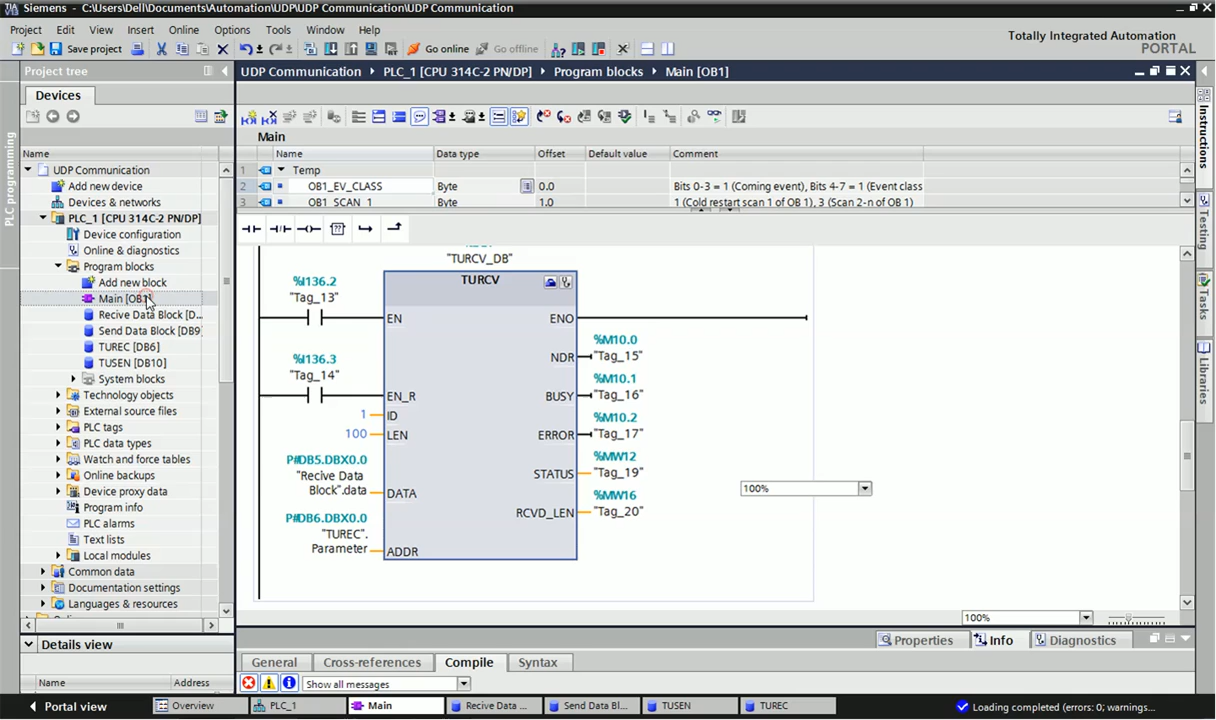 Siemens - C:\Users\Dell\Documents\Automation\UDP\UDP Communication\UDP Communication
Project Edit View Insert Online Options Tools Window Help
Totally Integrated Automation
PORTAL
Save project Go online Go offline
Project tree
UDP Communication PLC_1 [CPU 314C-2 PN/DP] Program blocks Main [OB1]
Devices
PLC programming
Instructions
Testing
Tasks
Libraries
Name
UDP Communication
Add new device
Devices & networks
PLC_1 [CPU 314C-2 PN/DP]
Device configuration
Online & diagnostics
Program blocks
Add new block
Main [OB1]
Recive Data Block [D...
Send Data Block [DB9
TUREC [DB6]
TUSEN [DB10]
System blocks
Technology objects
External source files
PLC tags
PLC data types
Watch and force tables
Online backups
Device proxy data
Program info
PLC alarms
Text lists
Local modules
Common data
Documentation settings
Languages & resources
Details view
Name Address
Main
Name Data type Offset Default value Comment
1 Temp
2 OB1_EV_CLASS Byte 0.0 Bits 0-3 = 1 (Coming event), Bits 4-7 = 1 (Event class
3 OB1_SCAN_1 Byte 1.0 1 (Cold restart scan 1 of OB 1), 3 (Scan 2-n of OB 1)
"TURCV_DB"
TURCV
%I136.2
"Tag_13"
EN ENO
%M10.0
NDR "Tag_15"
%I136.3
"Tag_14"
%M10.1
EN_R BUSY "Tag_16"
1 ID
%M10.2
100 LEN ERROR "Tag_17"
P#DB5.DBX0.0
"Recive Data
Block".data DATA
%MW12
STATUS "Tag_19"
%MW16
RCVD_LEN "Tag_20"
P#DB6.DBX0.0
"TUREC".
Parameter ADDR
100%
100%
Properties Info Diagnostics
General Cross-references Compile Syntax
Show all messages
Portal view Overview PLC_1 Main Recive Data ... Send Data Bl... TUSEN TUREC Loading completed (errors: 0; warnings...